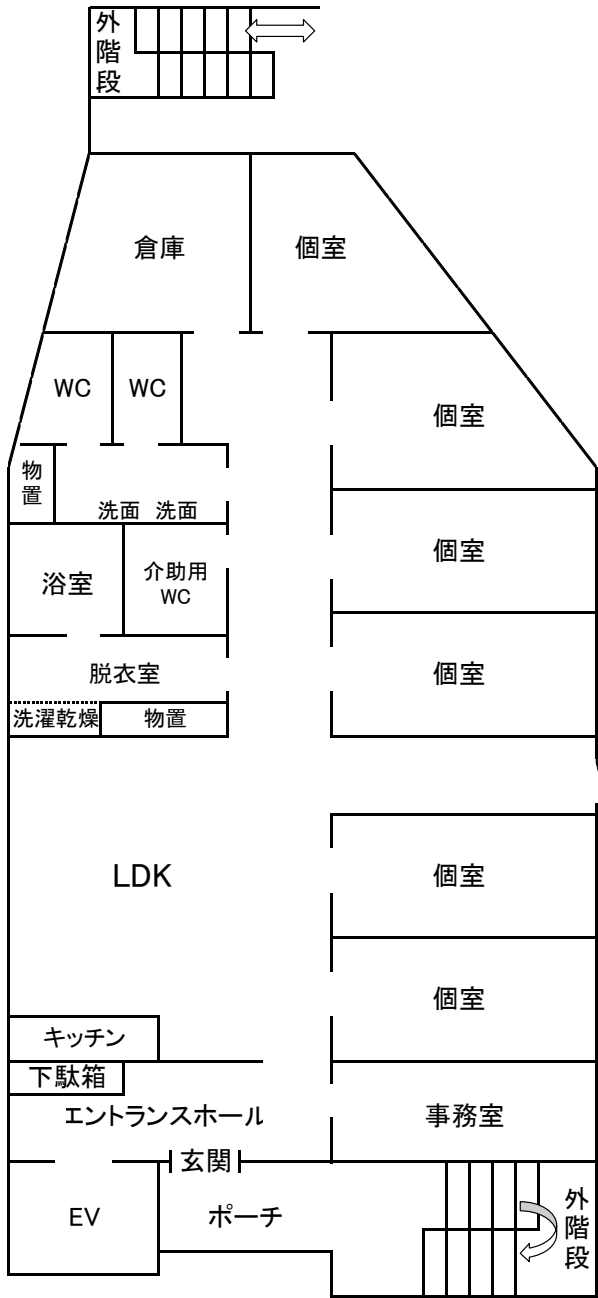 外階段
倉庫
個室
WC
WC
個室
物置
洗面 洗面
個室
浴室
介助用
WC
脱衣室
個室
洗濯乾燥
物置
LDK
個室
個室
キッチン
下駄箱
エントランスホール
事務室
玄関
EV
ポーチ
外階段